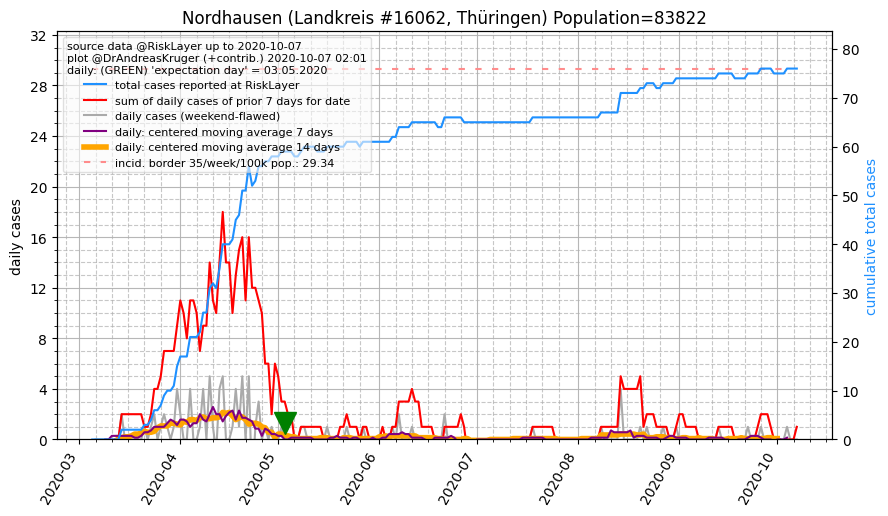 Nordhausen (Landkreis #16062, Thüringen) Population=83822
source data @RiskLayer up to 2020-10-07
plot @DrAndreasKruger (+contrib.) 2020-10-07 02:01
daily: (GREEN) 'expectation day' = 03.05.2020
total cases reported at RiskLayer
sum of daily cases of prior 7 days for date
daily cases (weekend-flawed)
daily: centered moving average 7 days
daily: centered moving average 14 days
incid. border 35/week/100k pop.: 29.34
daily cases
32
28
24
20
16
12
8
4
0
cumulative total cases
80
70
60
50
40
30
20
10
0
2020-03
2020-04
2020-05
2020-06
2020-07
2020-08
2020-09
2020-10